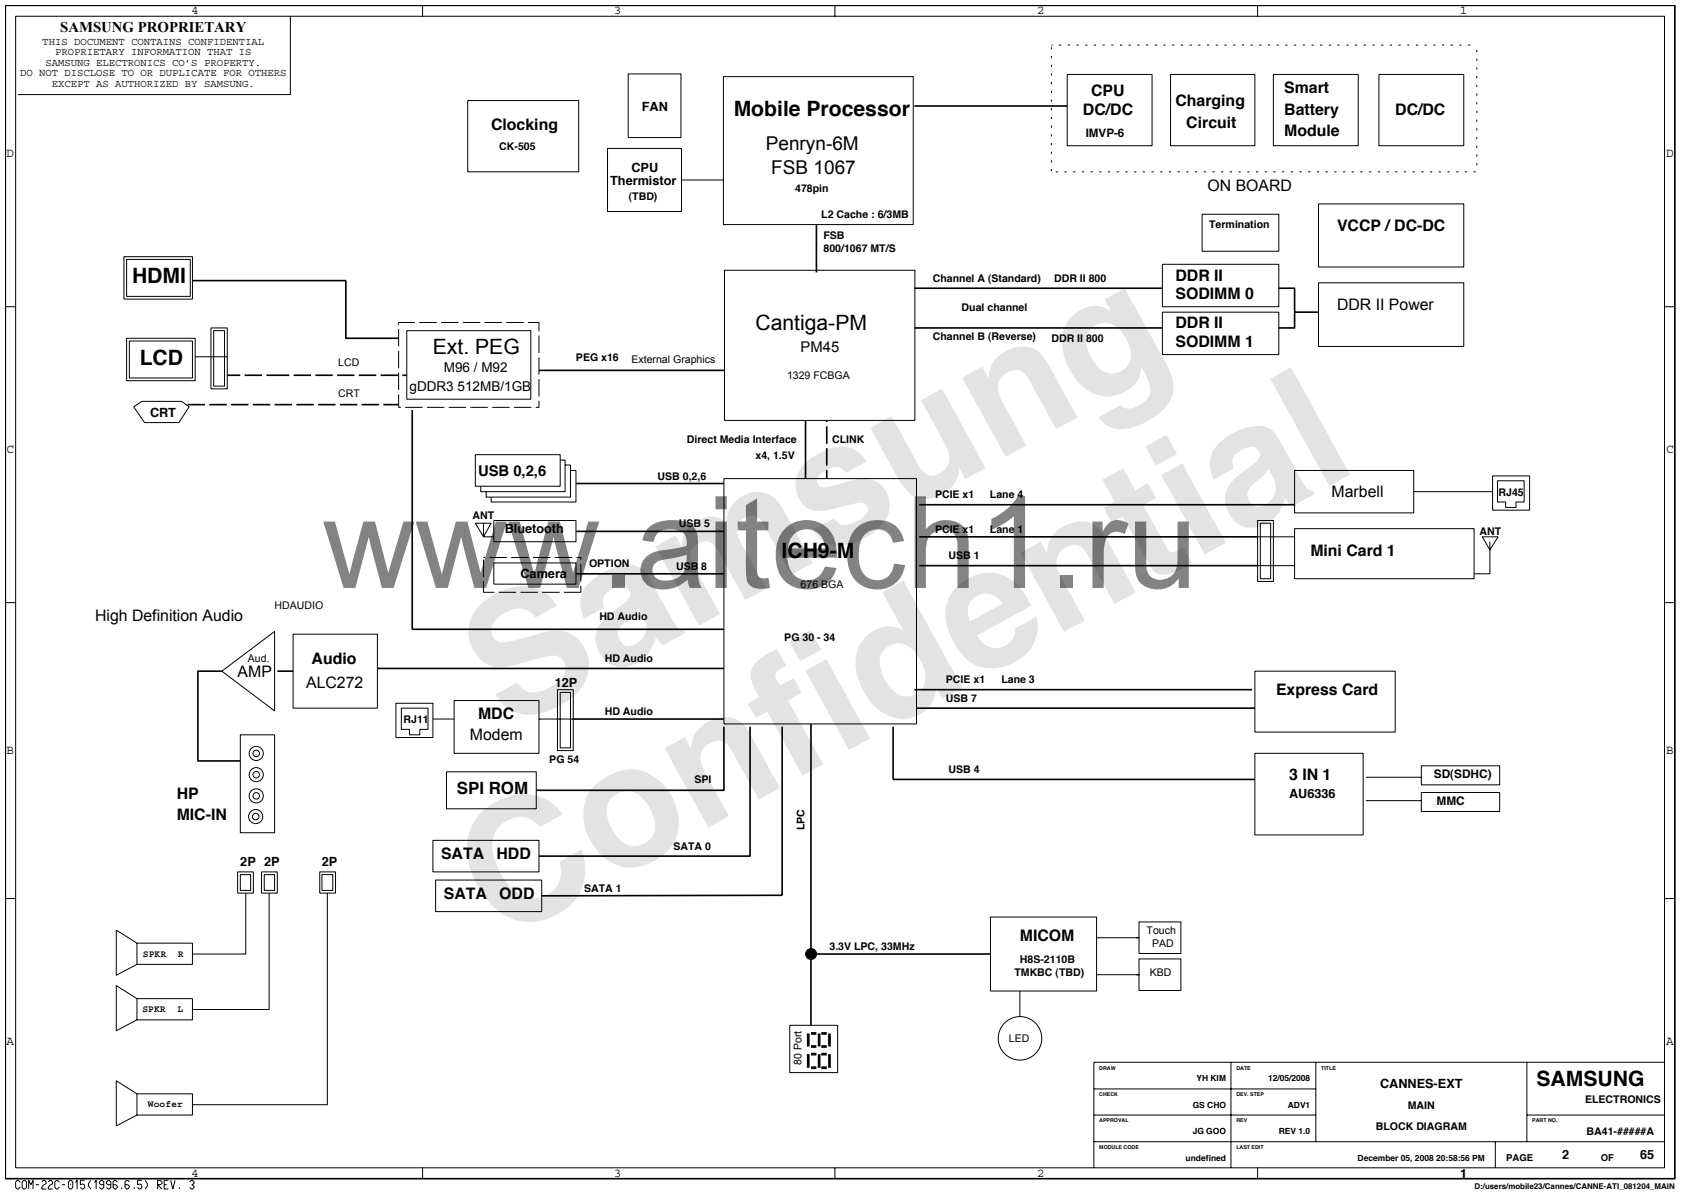 4 3 2 1
SAMSUNG PROPRIETARY
THIS DOCUMENT CONTAINS CONFIDENTIAL
PROPRIETARY INFORMATION THAT IS
SAMSUNG ELECTRONICS CO'S PROPERTY.
DO NOT DISCLOSE TO OR DUPLICATE FOR OTHERS
EXCEPT AS AUTHORIZED BY SAMSUNG.
Clocking
CK-505
FAN
CPU
Thermistor
(TBD)
Mobile Processor
Penryn-6M
FSB 1067
478pin
L2 Cache : 6/3MB
CPU
DC/DC
IMVP-6
Charging
Circuit
Smart
Battery
Module
DC/DC
D D
ON BOARD
Termination
VCCP / DC-DC
FSB
800/1067 MT/S
HDMI
LCD
CRT
LCD
CRT
Ext. PEG
M96 / M92
gDDR3 512MB/1GB
PEG x16 External Graphics
Cantiga-PM
PM45
1329 FCBGA
Channel A (Standard) DDR II 800
Dual channel
Channel B (Reverse) DDR II 800
DDR II
SODIMM 0
DDR II
SODIMM 1
DDR II Power
Direct Media Interface
x4, 1.5V
CLINK
C C
USB 0,2,6
USB 0,2,6
ANT
Bluetooth
USB 5
Camera
OPTION
USB 8
ICH9-M
676 BGA
PG 30 - 34
PCIE x1 Lane 4
Marbell
RJ45
PCIE x1 Lane 1
USB 1
Mini Card 1
ANT
www.aitech1.ru
Samsung
Confidential
High Definition Audio
HDAUDIO
HD Audio
Aud.
AMP
Audio
ALC272
HD Audio
RJ11
MDC
Modem
12P
PG 54
HD Audio
PCIE x1 Lane 3
USB 7
Express Card
B B
HP
MIC-IN
SPI ROM
SPI
USB 4
3 IN 1
AU6336
SD(SDHC)
MMC
LPC
SATA HDD
SATA 0
SATA ODD
SATA 1
2P 2P 2P
SPKR R
SPKR L
Woofer
3.3V LPC, 33MHz
MICOM
H8S-2110B
TMKBC (TBD)
Touch
PAD
KBD
LED
80 Port
A A
DRAW
YH KIM
DATE
12/05/2008
TITLE
CANNES-EXT
MAIN
BLOCK DIAGRAM
SAMSUNG
ELECTRONICS
CHECK
GS CHO
DEV. STEP
ADV1
APPROVAL
JG GOO
REV
REV 1.0
PART NO.
BA41-#####A
MODULE CODE
undefined
LAST EDIT
December 05, 2008 20:58:56 PM
PAGE 2 OF 65
4 3 2 1
COM-22C-015(1996.6.5) REV. 3
D:/users/mobile23/Cannes/CANNE-ATI_081204_MAIN